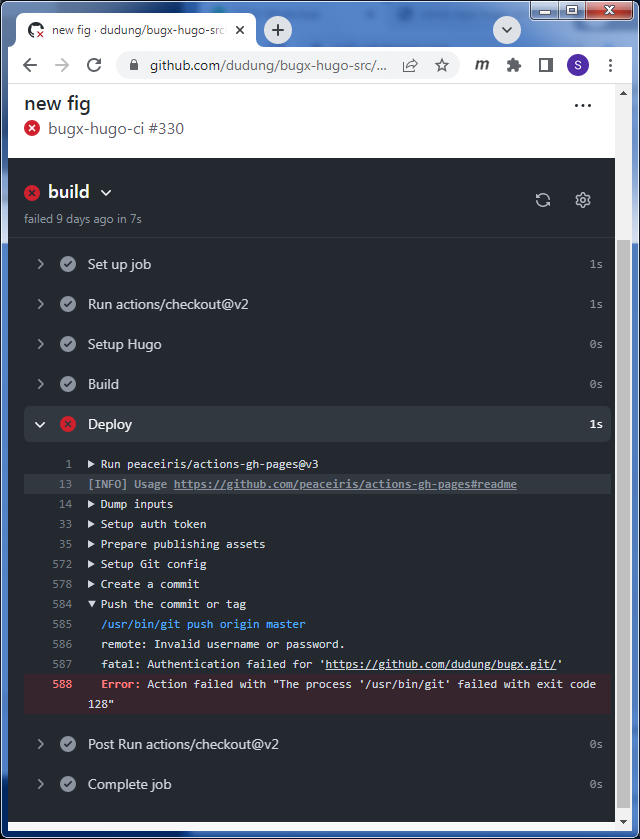 new fig · dudung/bugx-hugo-src
github.com/dudung/bugx-hugo-src/...
m
S
new fig
bugx-hugo-ci #330
build
failed 9 days ago in 7s
Set up job 1s
Run actions/checkout@v2 1s
Setup Hugo 0s
Build 0s
Deploy 1s
1 Run peaceiris/actions-gh-pages@v3
13 [INFO] Usage https://github.com/peaceiris/actions-gh-pages#readme
14 Dump inputs
33 Setup auth token
35 Prepare publishing assets
572 Setup Git config
578 Create a commit
584 Push the commit or tag
585 /usr/bin/git push origin master
586 remote: Invalid username or password.
587 fatal: Authentication failed for 'https://github.com/dudung/bugx.git/'
588 Error: Action failed with "The process '/usr/bin/git' failed with exit code
128"
Post Run actions/checkout@v2 0s
Complete job 0s